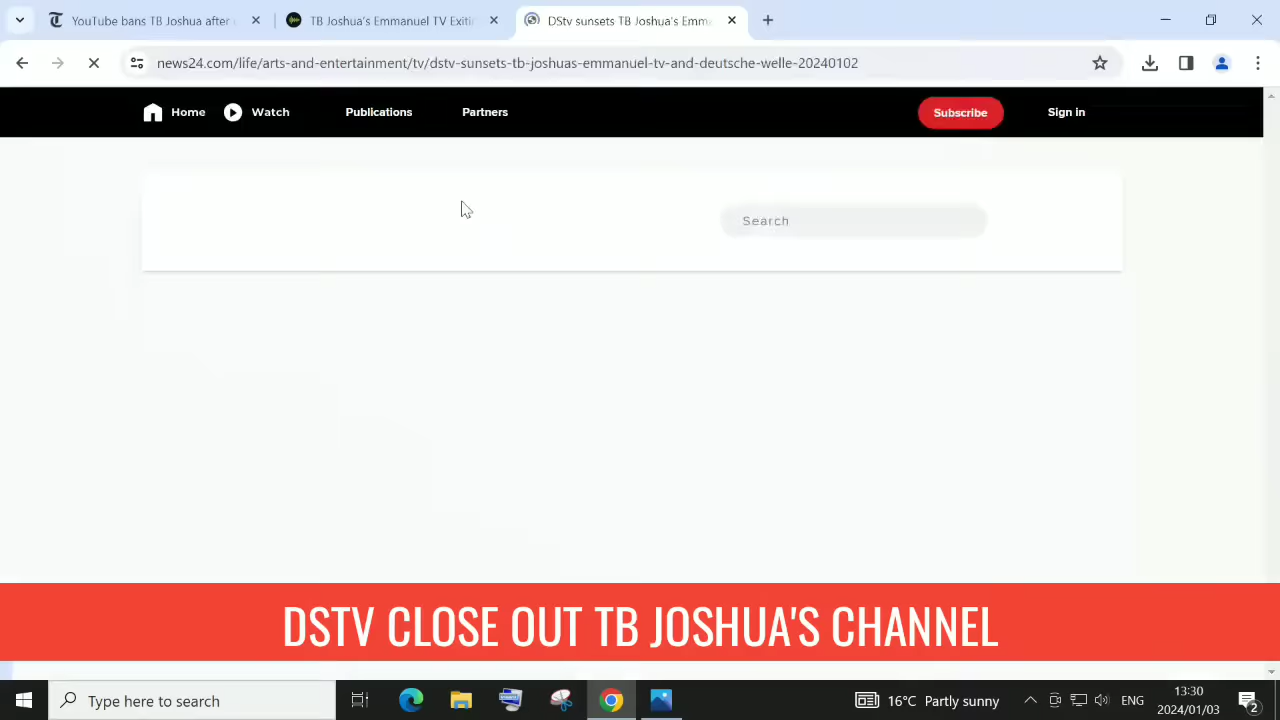 YouTube bans TB Joshua after
TB Joshua's Emmanuel TV Exiti
DStv sunsets TB Joshua's Emm
news24.com/life/arts-and-entertainment/tv/dstv-sunsets-tb-joshuas-emmanuel-tv-and-deutsche-welle-20240102
Home
Watch
Publications
Partners
Subscribe
Sign in
Search
DSTV CLOSE OUT TB JOSHUA'S CHANNEL
Type here to search
16°C Partly sunny
ENG
13:30
2024/01/03
2